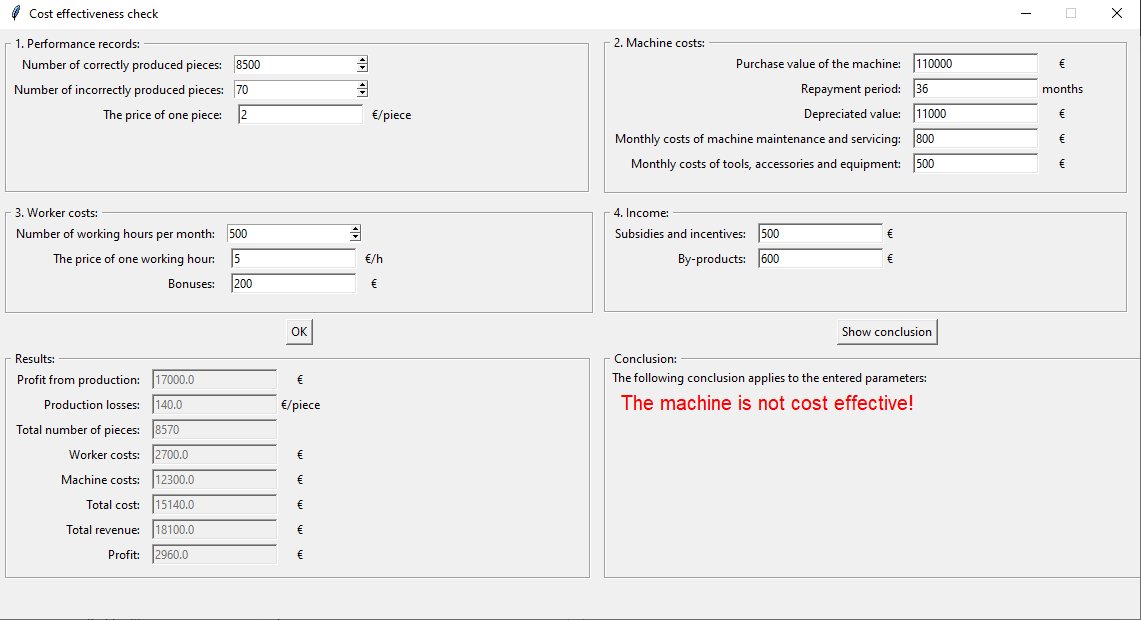 Cost effectiveness check
1. Performance records:
Number of correctly produced pieces: 8500
Number of incorrectly produced pieces: 70
The price of one piece: 2 €/piece
2. Machine costs:
Purchase value of the machine: 110000 €
Repayment period: 36 months
Depreciated value: 11000 €
Monthly costs of machine maintenance and servicing: 800 €
Monthly costs of tools, accessories and equipment: 500 €
3. Worker costs:
Number of working hours per month: 500
The price of one working hour: 5 €/h
Bonuses: 200 €
4. Income:
Subsidies and incentives: 500 €
By-products: 600 €
OK
Show conclusion
Results:
Profit from production: 17000.0 €
Production losses: 140.0 €/piece
Total number of pieces: 8570
Worker costs: 2700.0 €
Machine costs: 12300.0 €
Total cost: 15140.0 €
Total revenue: 18100.0 €
Profit: 2960.0 €
Conclusion:
The following conclusion applies to the entered parameters:
The machine is not cost effective!